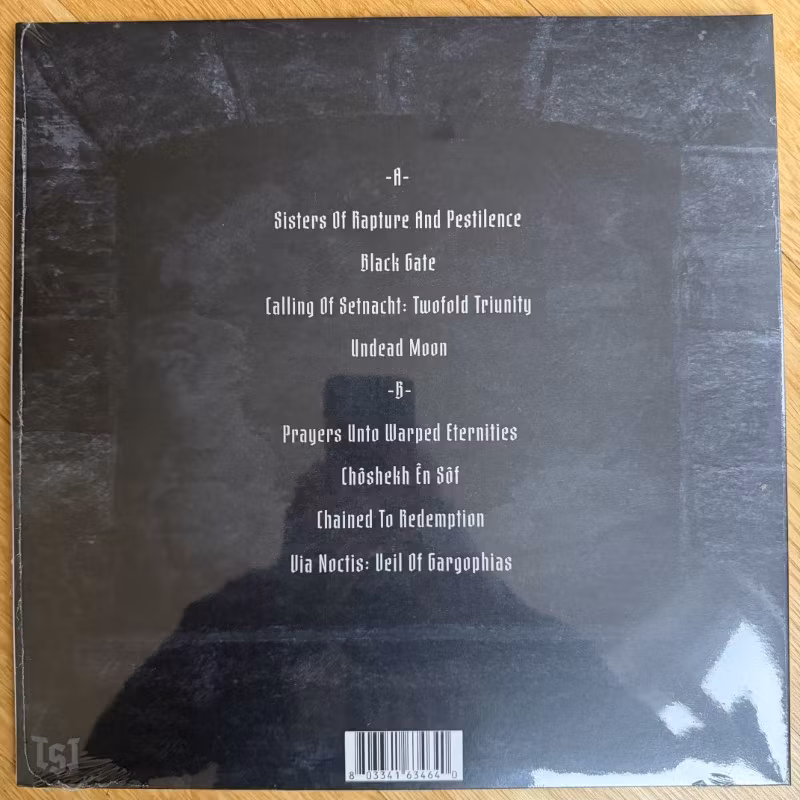 -A-
Sisters Of Rapture And Pestilence
Black Gate
Calling Of Setnacht: Twofold Triunity
Undead Moon
-B-
Prayers Unto Warped Eternities
Chôshekh Ên Sôf
Chained To Redemption
Via Noctis: Veil Of Gargophias
[s]
8 03341 63464 0